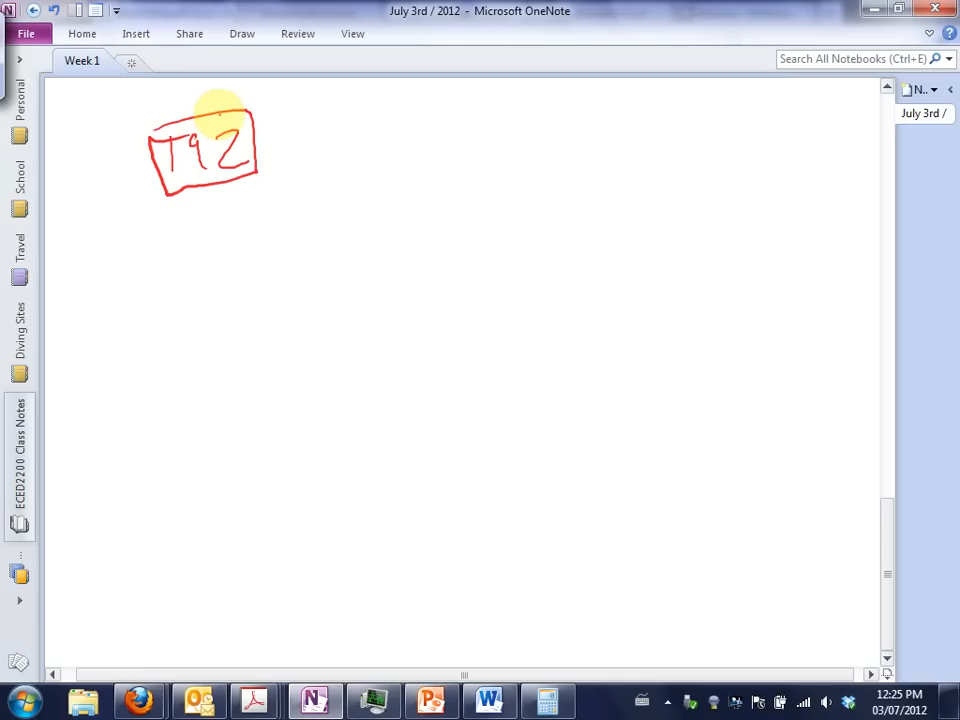 July 3rd / 2012 - Microsoft OneNote
File Home Insert Share Draw Review View
Week 1
Search All Notebooks (Ctrl+E)
N..
July 3rd /
Personal
School
Travel
Diving Sites
ECED2200 Class Notes
...
T92
12:25 PM
03/07/2012